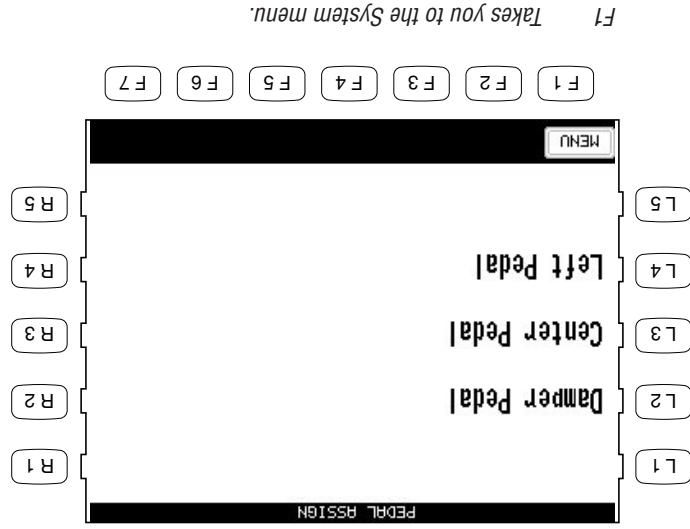 PEDAL ASSIGN
L1 R1
L2 Damper Pedal R2
L3 Center Pedal R3
L4 Left Pedal R4
L5 R5
MENU
F1 F2 F3 F4 F5 F6 F7
F1 Takes you to the System menu.